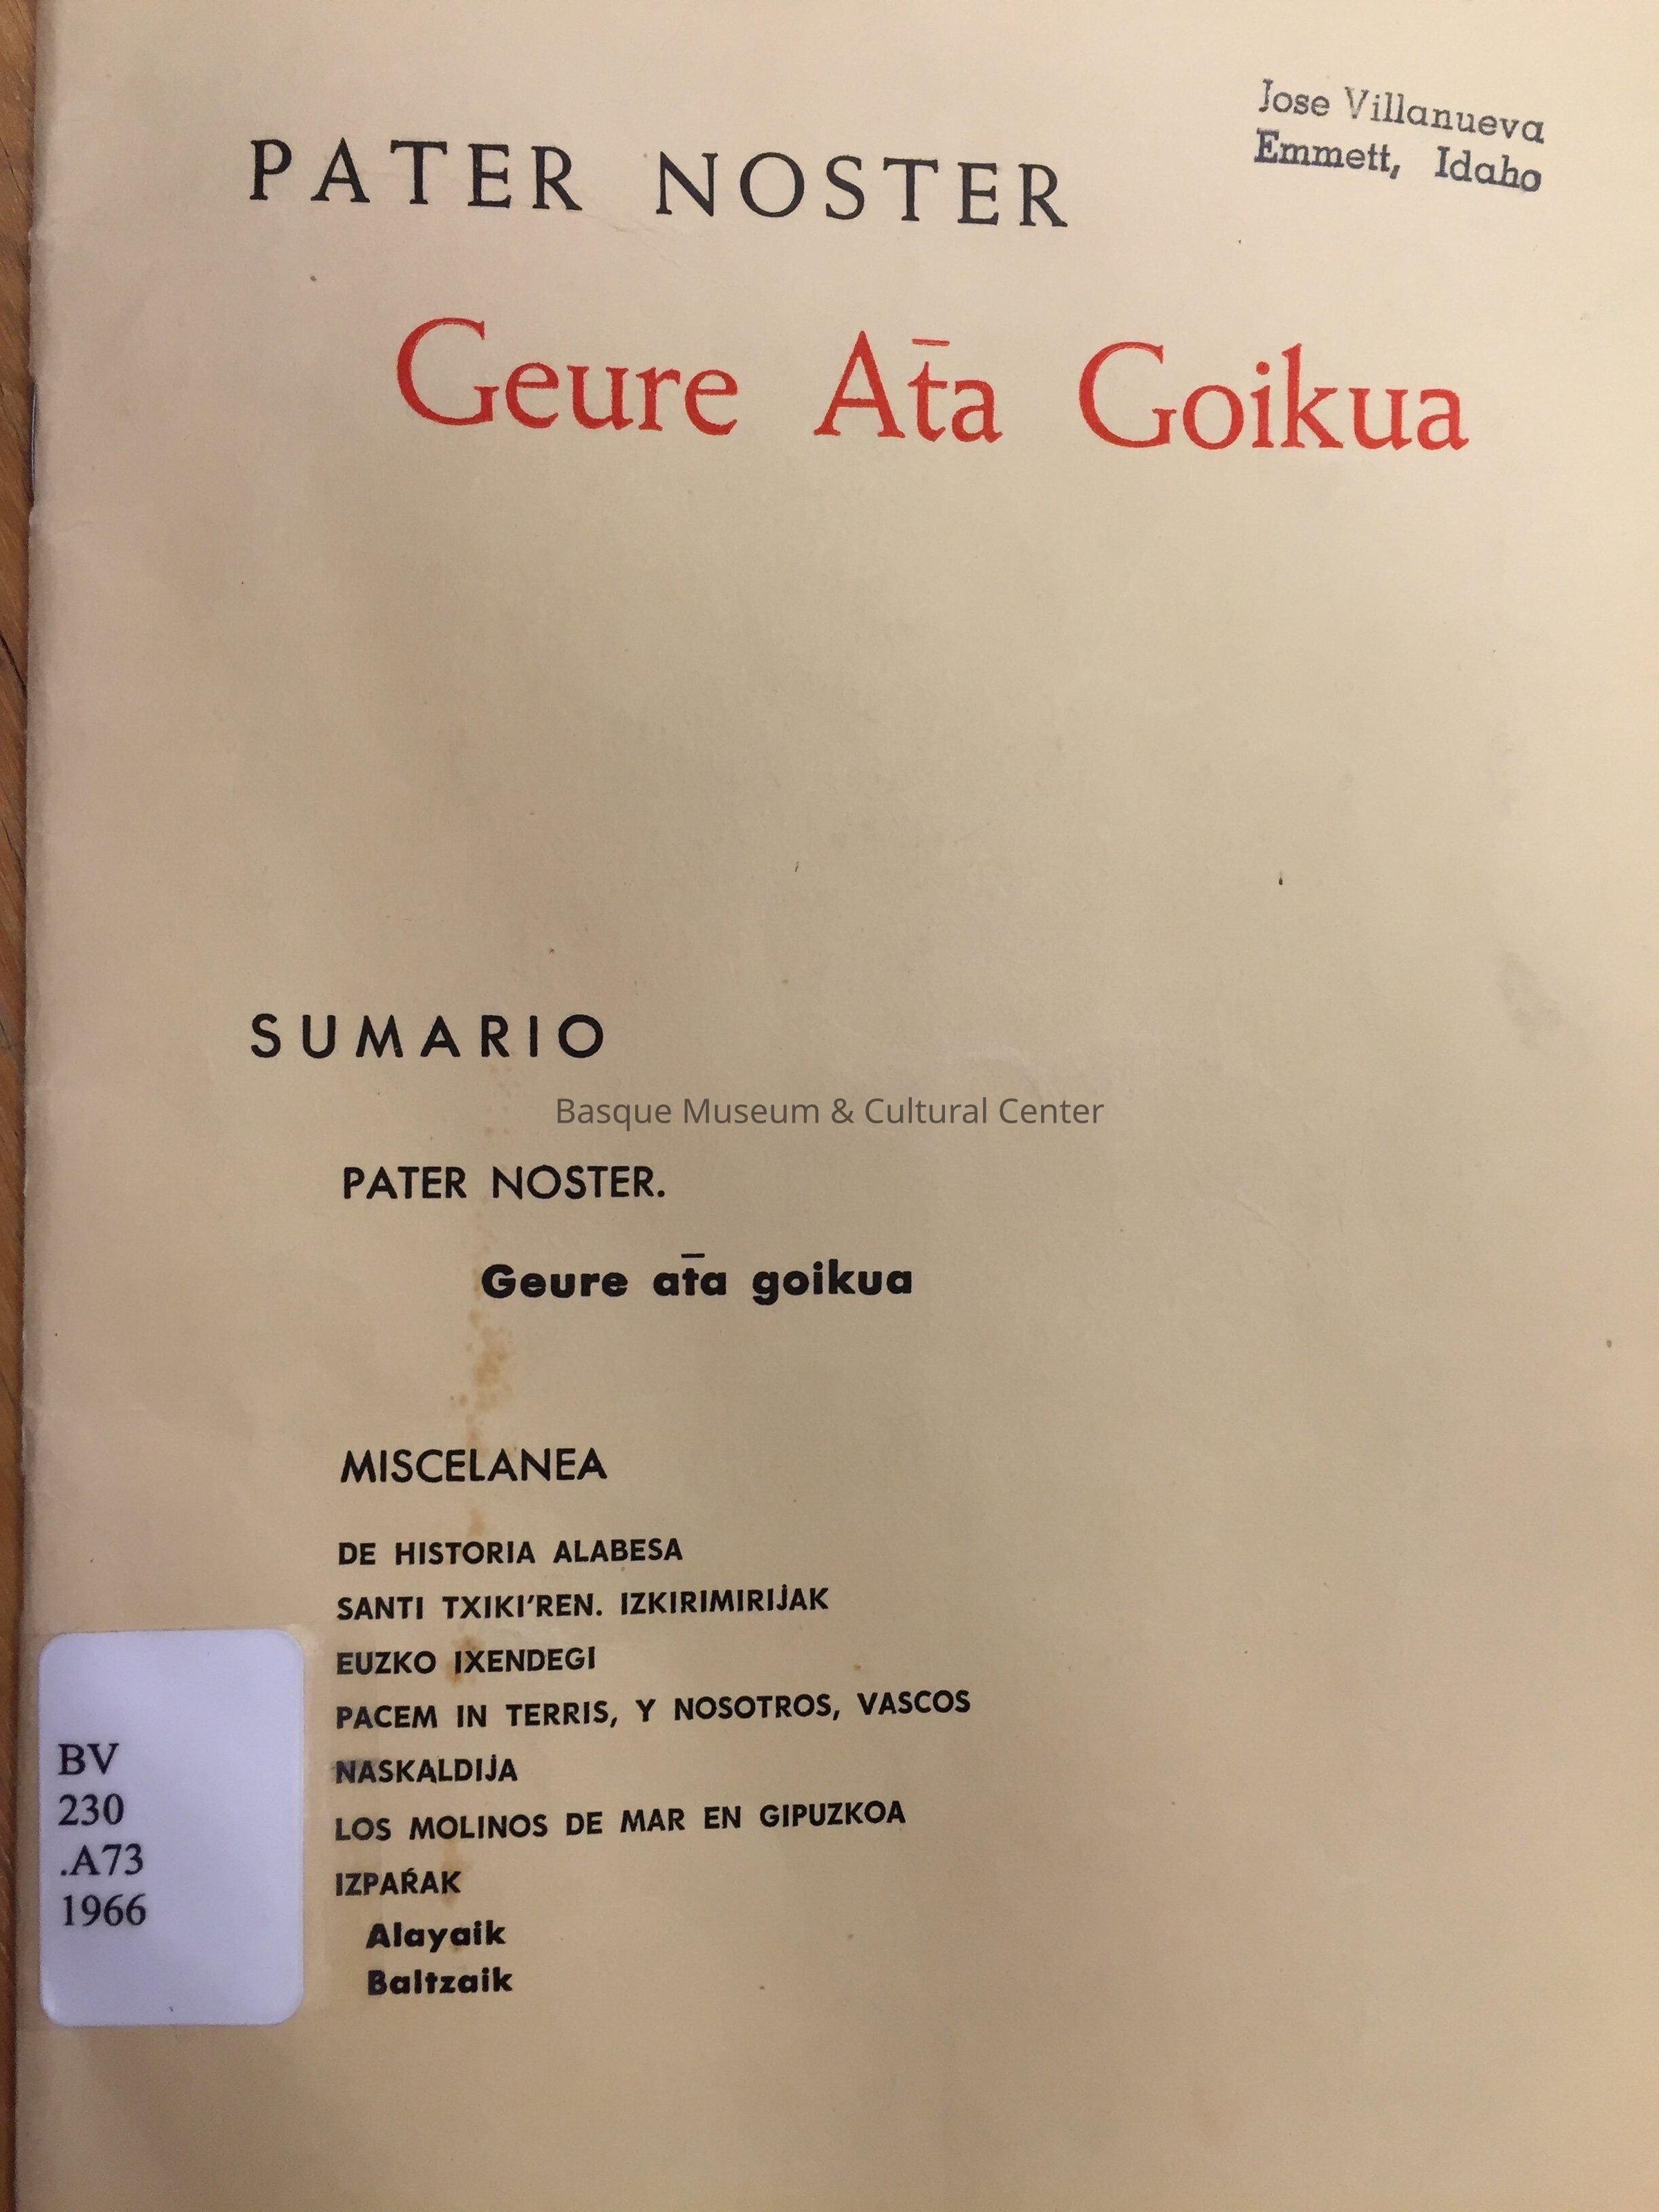 Jose Villanueva
Emmett, Idaho
PATER NOSTER
Geure At̄a Goikua
SUMARIO
Basque Museum & Cultural Center
PATER NOSTER.
Geure at̄a goikua
MISCELANEA
DE HISTORIA ALABESA
SANTI TXIKI'REN. IZKIRIMIRIJAK
EUZKO IXENDEGI
PACEM IN TERRIS, Y NOSOTROS, VASCOS
NASKALDIJA
LOS MOLINOS DE MAR EN GIPUZKOA
IZPAŔAK
Alayaik
Baltzaik
BV
230
.A73
1966